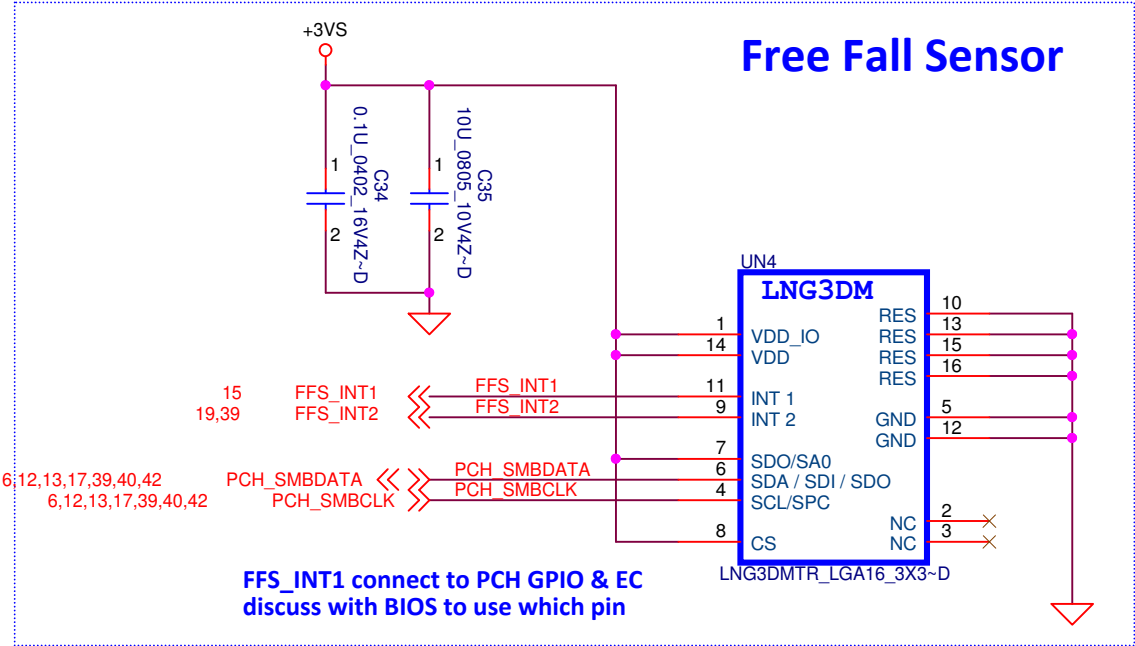 +3VS
Free Fall Sensor
0.1U_0402_16V4Z~D
C34
1
2
10U_0805_10V4Z~D
C35
1
2
UN4
LNG3DM
1
VDD_IO
14
VDD
11
INT 1
9
INT 2
7
SDO/SA0
6
SDA / SDI / SDO
4
SCL/SPC
8
CS
RES
10
RES
13
RES
15
RES
16
GND
5
GND
12
NC
2
NC
3
LNG3DMTR_LGA16_3X3~D
15
FFS_INT1
FFS_INT1
19,39
FFS_INT2
FFS_INT2
6,12,13,17,39,40,42
PCH_SMBDATA
PCH_SMBDATA
6,12,13,17,39,40,42
PCH_SMBCLK
PCH_SMBCLK
FFS_INT1 connect to PCH GPIO & EC
discuss with BIOS to use which pin